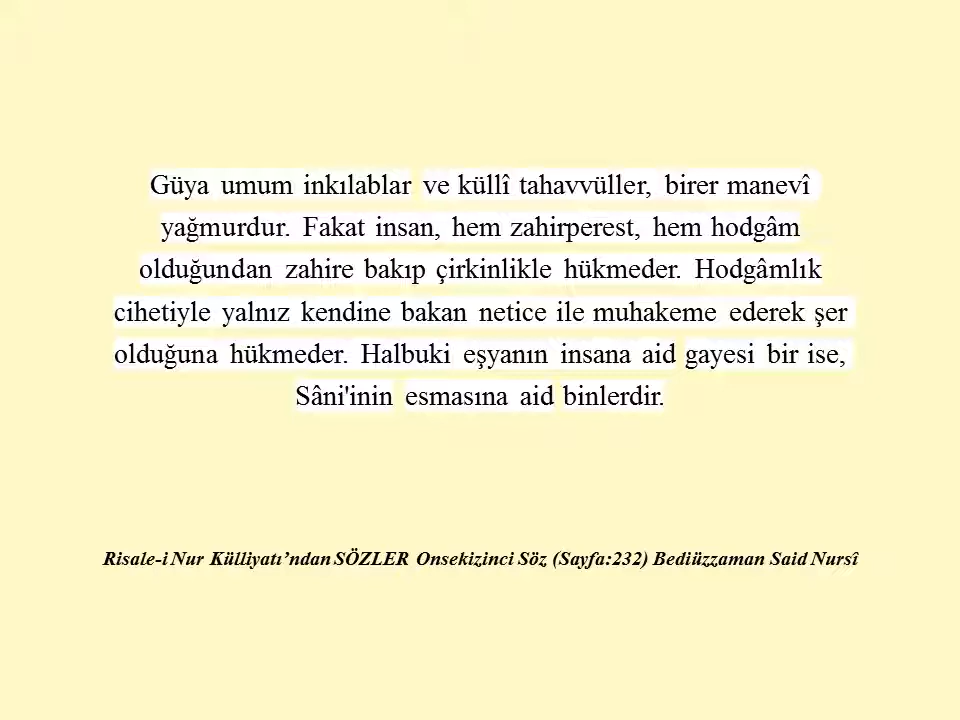 Güya umum inkılablar ve küllî tahavvüller, birer manevî
yağmurdur. Fakat insan, hem zahirperest, hem hodgâm
olduğundan zahire bakıp çirkinlikle hükmeder. Hodgâmlık
cihetiyle yalnız kendine bakan netice ile muhakeme ederek şer
olduğuna hükmeder. Halbuki eşyanın insana aid gayesi bir ise,
Sâni'inin esmasına aid binlerdir.
Risale-i Nur Külliyatı’ndan SÖZLER Onsekizinci Söz (Sayfa:232) Bediüzzaman Said Nursî